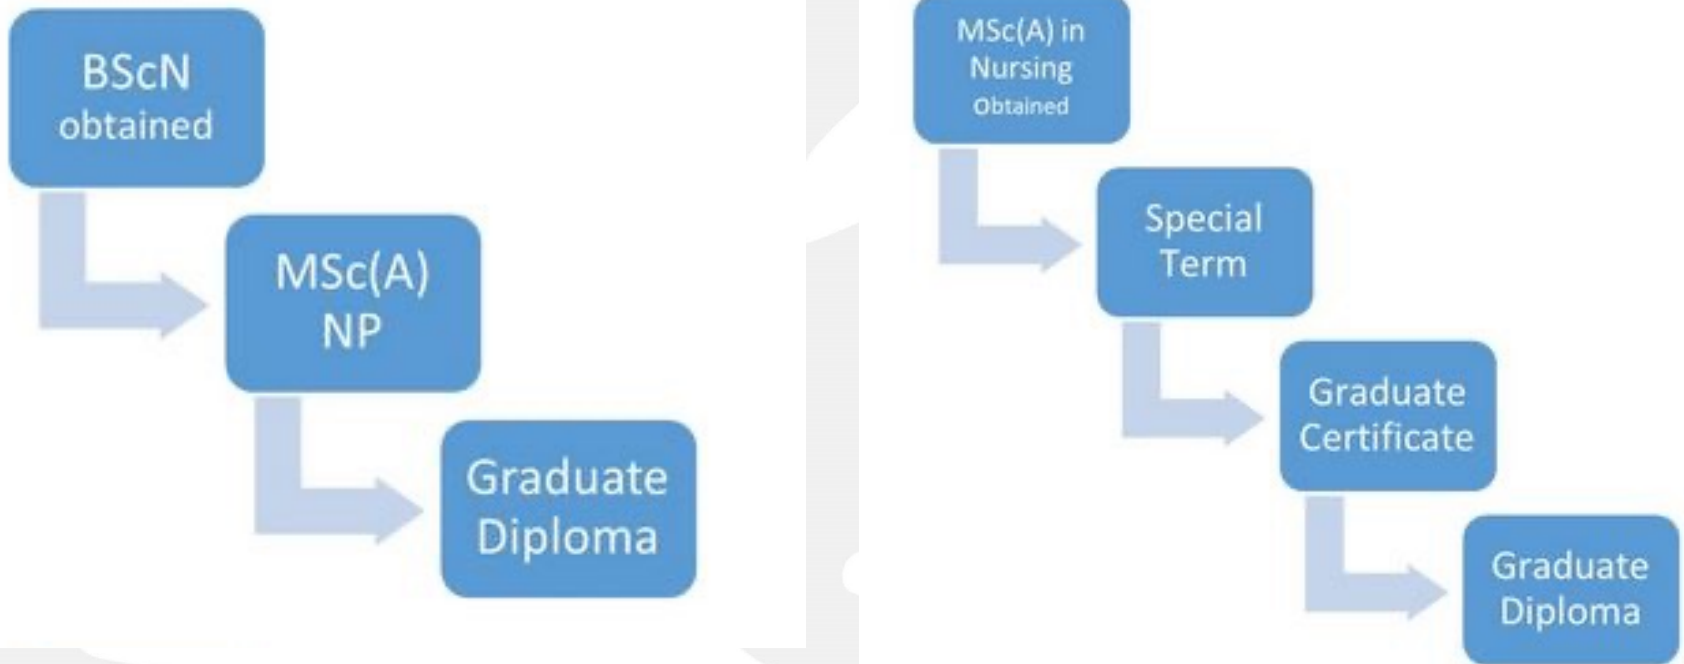 BScN
obtained
MSc(A)
NP
Graduate
Diploma
MSc(A) in
Nursing
Obtained
Special
Term
Graduate
Certificate
Graduate
Diploma